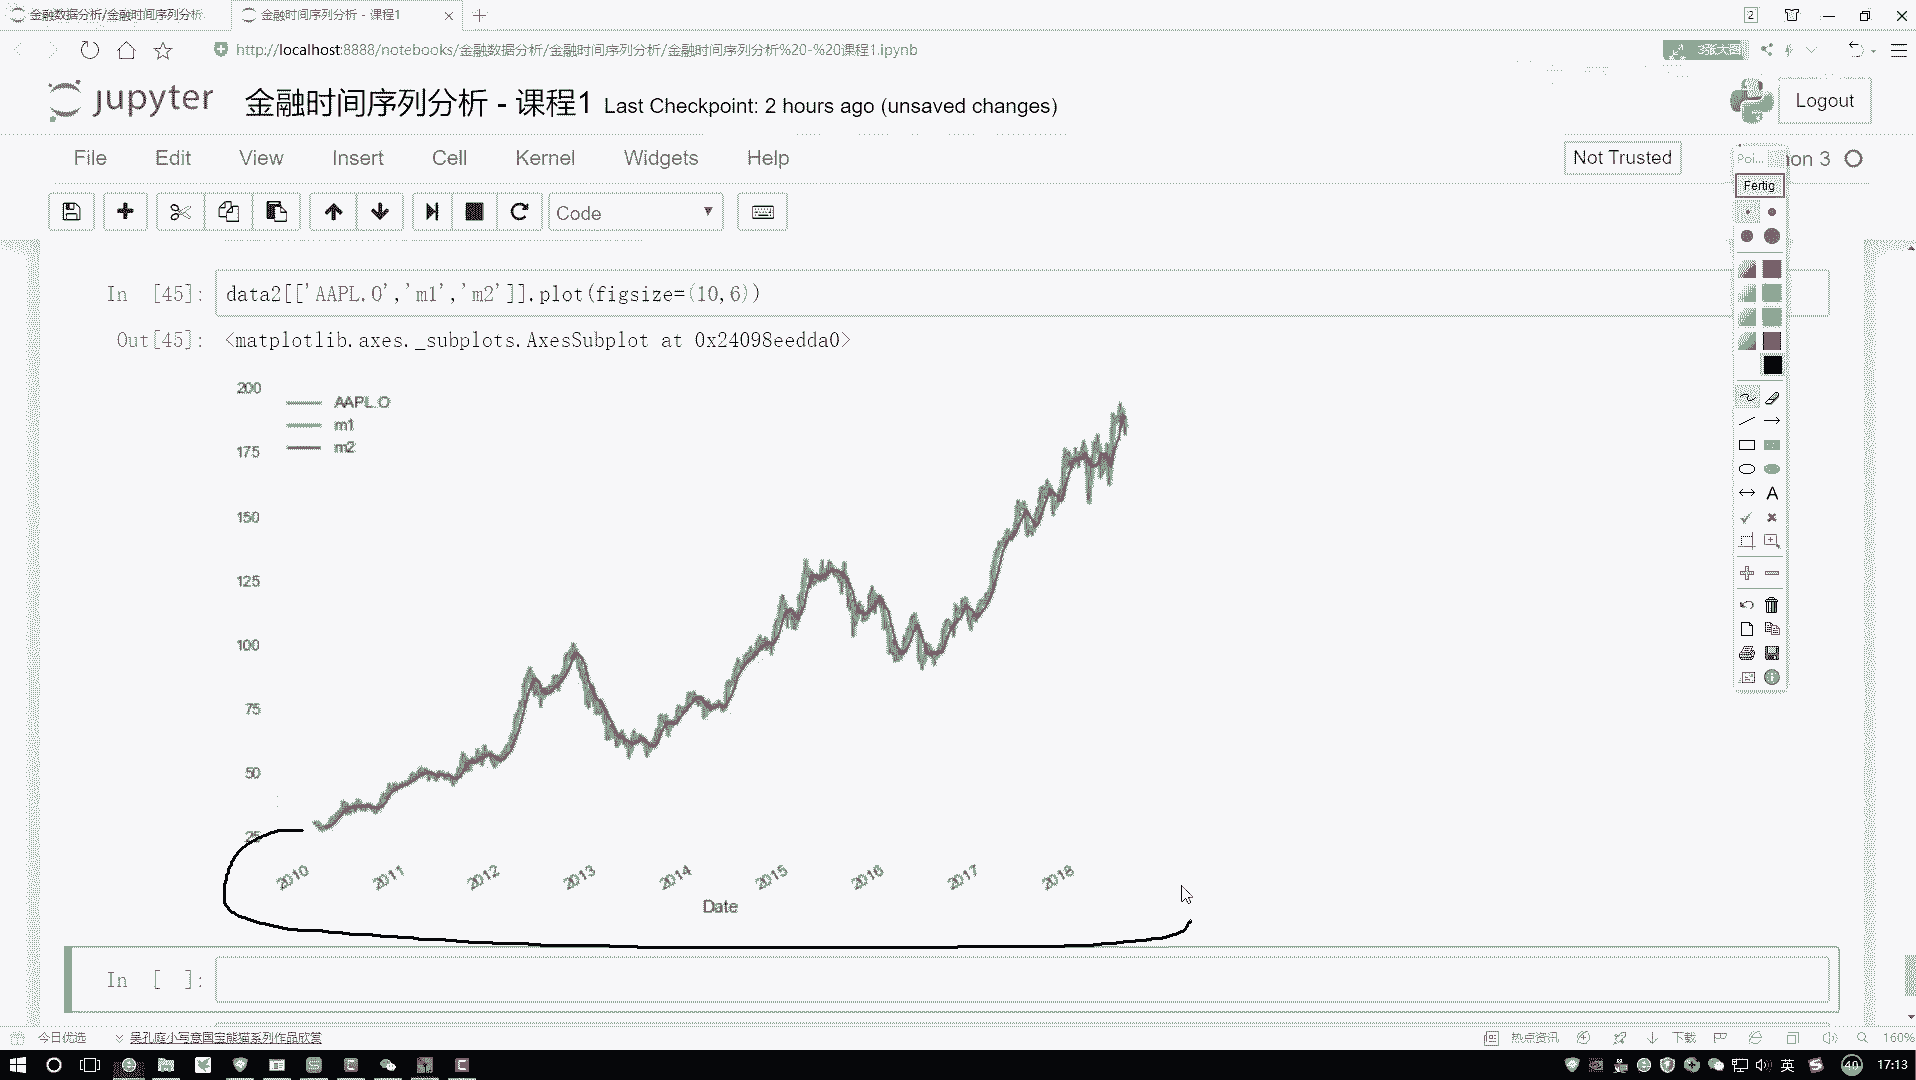 金融数据分析/金融时间序列分析
金融时间序列分析 - 课程1
2
http://localhost:8888/notebooks/金融数据分析/金融时间序列分析/金融时间序列分析%20-%20课程1.ipynb
3张大图
jupyter
金融时间序列分析 - 课程1 Last Checkpoint: 2 hours ago (unsaved changes)
Logout
File Edit View Insert Cell Kernel Widgets Help
Not Trusted
Poi...
on 3
Fertig
Code
In [45]: data2[['AAPL.O','m1','m2']].plot(figsize=(10,6))
Out[45]: <matplotlib.axes._subplots.AxesSubplot at 0x24098eedda0>
200
175
150
125
100
75
50
25
AAPL.O
m1
m2
A
2010 2011 2012 2013 2014 2015 2016 2017 2018
Date
In [ ]:
今日优选
吴孔庭小写意国宝熊猫系列作品欣赏
热点资讯
下载
160%
英
40
17:13